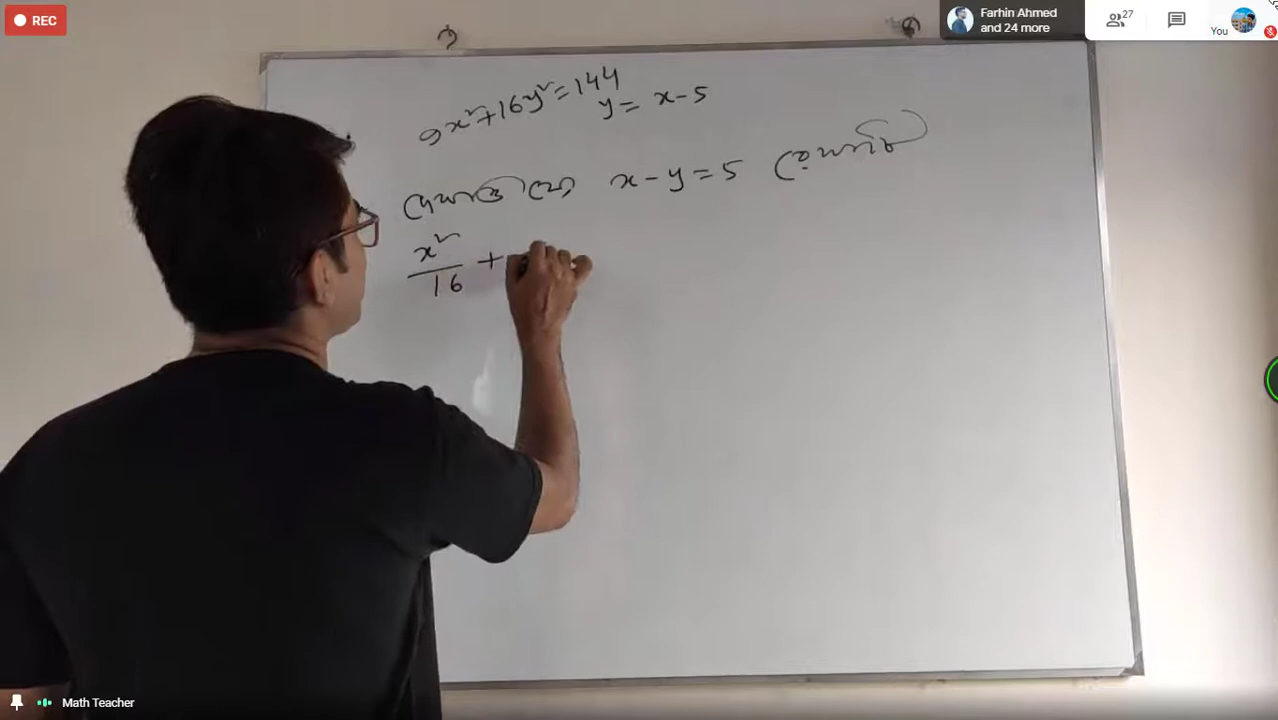 REC
Farhin Ahmed
and 24 more
27
You
9x²+16y²=144
y = x-5
দেখাও যে x-y=5
x²/16 +
Math Teacher